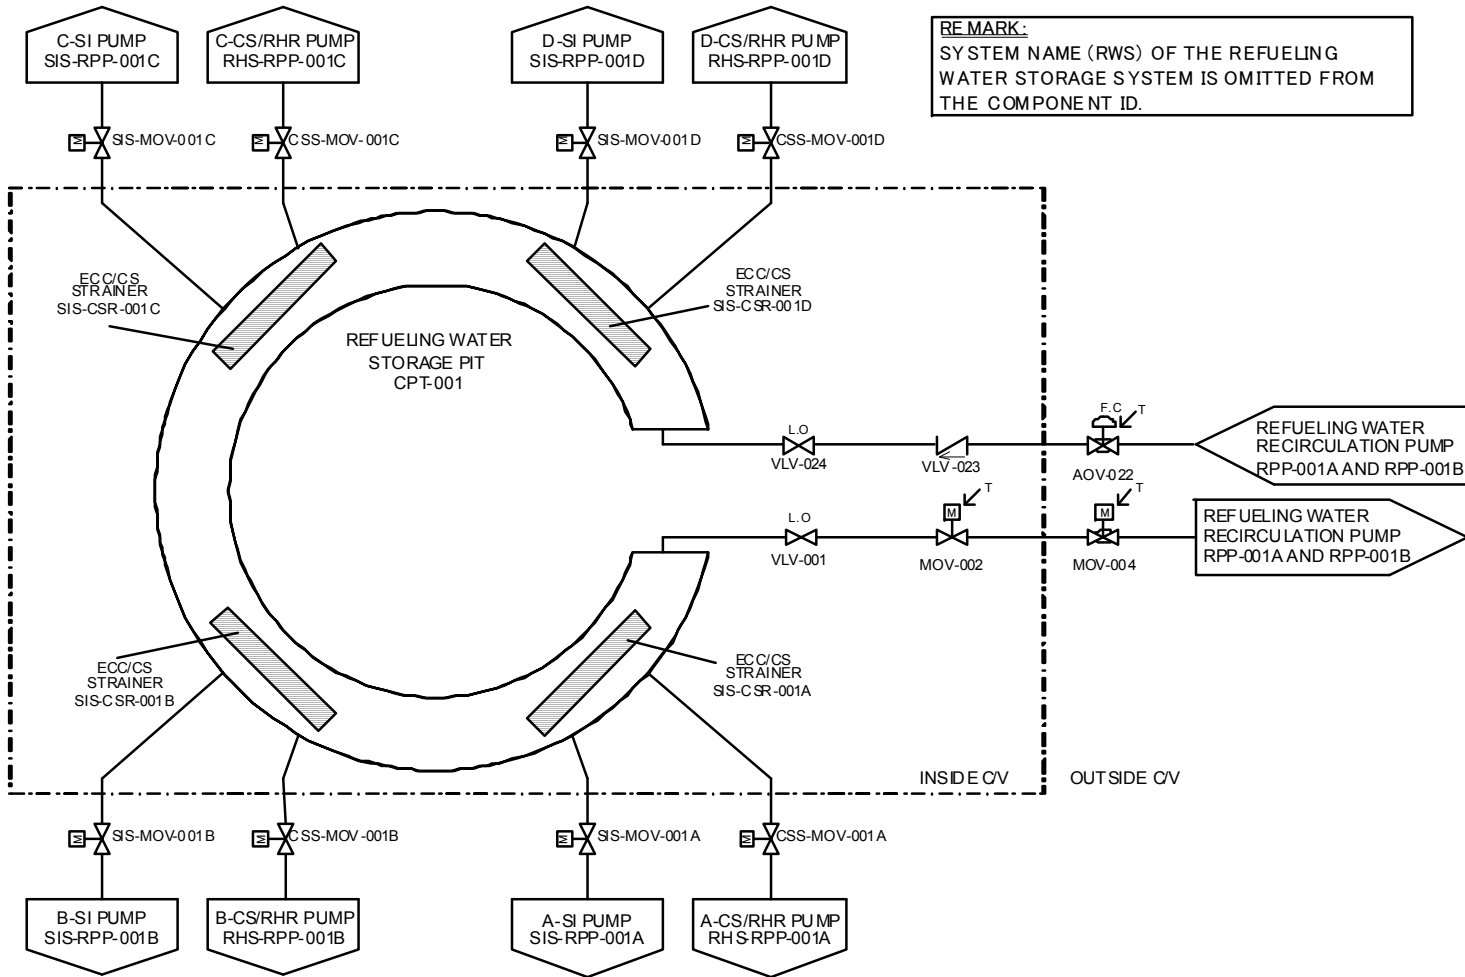 C-SI PUMP
SIS-RPP-001C
C-CS/RHR PUMP
RHS-RPP-001C
D-SI PUMP
SIS-RPP-001D
D-CS/RHR PUMP
RHS-RPP-001D
REMARK:
SYSTEM NAME (RWS) OF THE REFUELING
WATER STORAGE SYSTEM IS OMITTED FROM
THE COMPONENT ID.
M
SIS-MOV-001C
M
CSS-MOV-001C
M
SIS-MOV-001D
M
CSS-MOV-001D
ECC/CS
STRAINER
SIS-CSR-001C
ECC/CS
STRAINER
SIS-CSR-001D
REFUELING WATER
STORAGE PIT
CPT-001
L.O
VLV-024
VLV-023
F.C
T
AOV-022
REFUELING WATER
RECIRCULATION PUMP
RPP-001A AND RPP-001B
L.O
VLV-001
M
T
MOV-002
M
T
MOV-004
REFUELING WATER
RECIRCULATION PUMP
RPP-001A AND RPP-001B
ECC/CS
STRAINER
SIS-CSR-001B
ECC/CS
STRAINER
SIS-CSR-001A
INSIDE C/V
OUTSIDE C/V
M
SIS-MOV-001B
M
CSS-MOV-001B
M
SIS-MOV-001A
M
CSS-MOV-001A
B-SI PUMP
SIS-RPP-001B
B-CS/RHR PUMP
RHS-RPP-001B
A-SI PUMP
SIS-RPP-001A
A-CS/RHR PUMP
RHS-RPP-001A